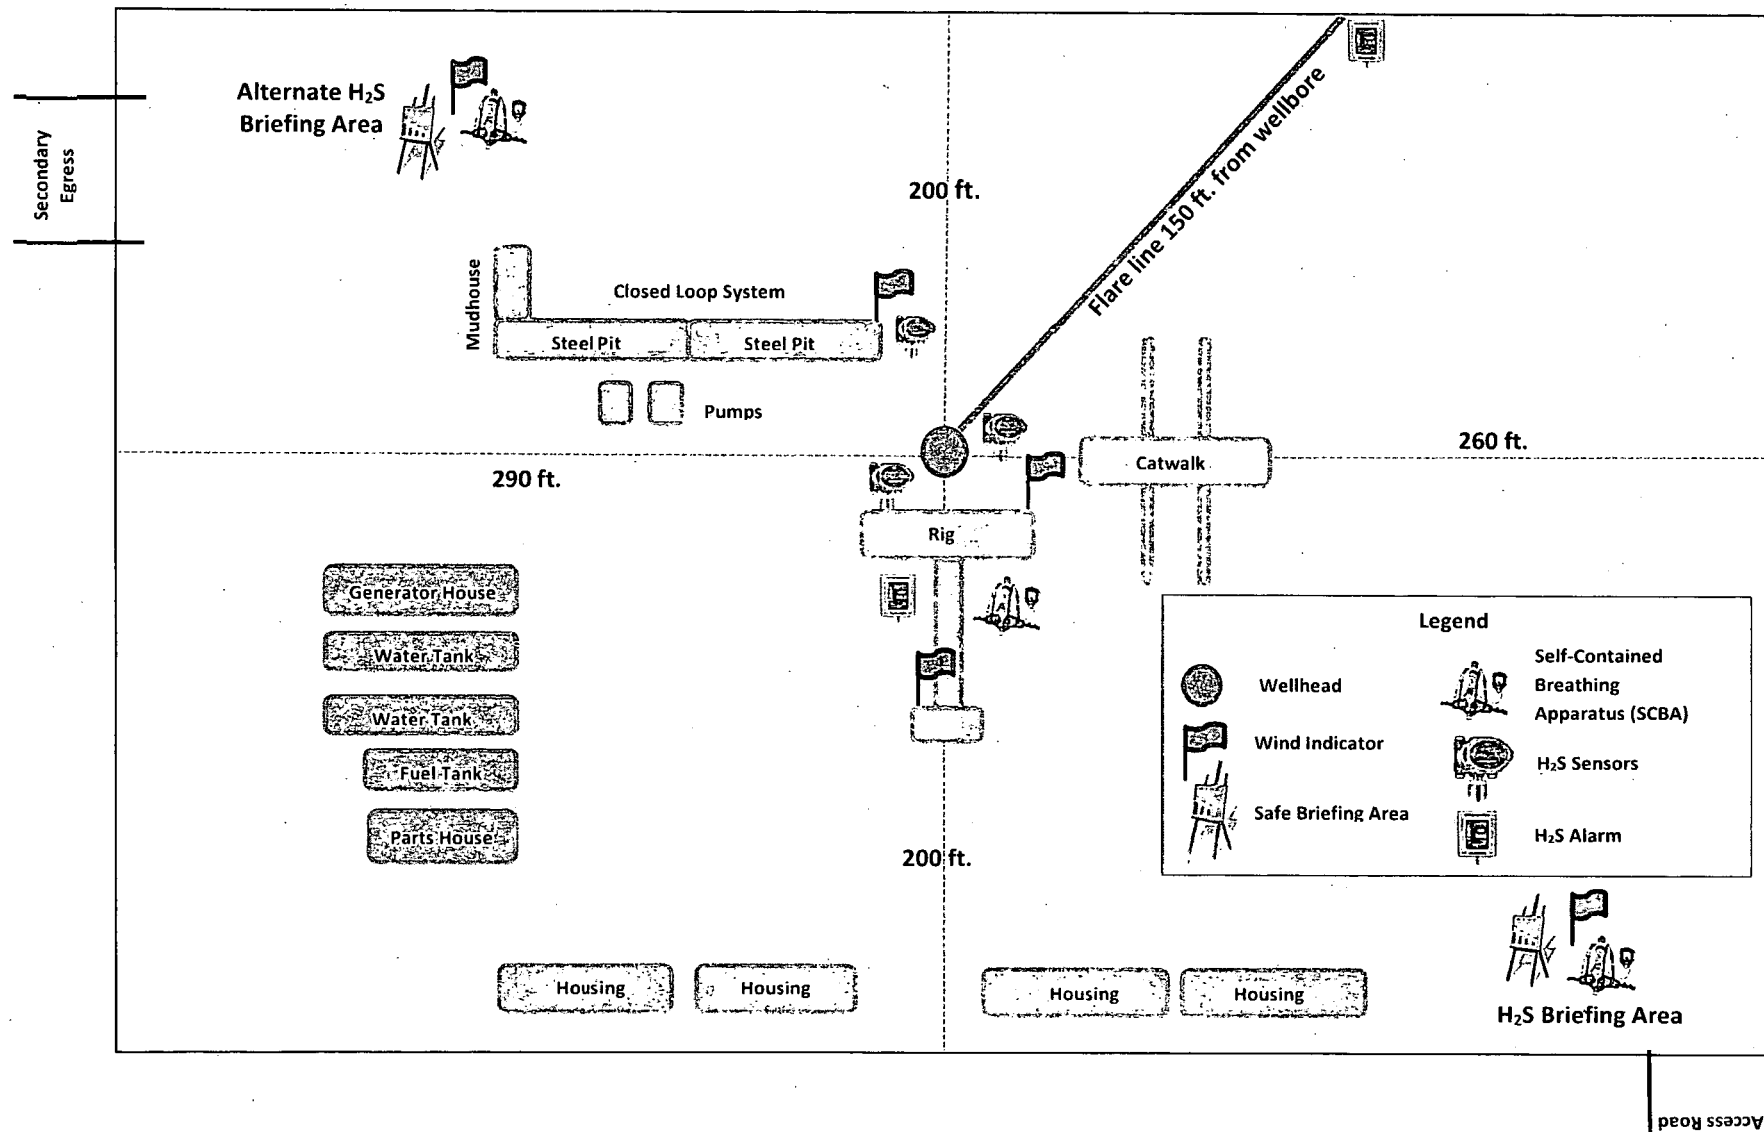 Alternate H₂S
Briefing Area
Secondary
Egress
200 ft.
Flare line 150 ft. from wellbore
Mudhouse
Closed Loop System
Steel Pit
Steel Pit
Pumps
290 ft.
Catwalk
260 ft.
Rig
Generator House
Water Tank
Water Tank
Fuel Tank
Parts House
Legend
Wellhead
Self-Contained
Breathing
Apparatus (SCBA)
Wind Indicator
H₂S Sensors
Safe Briefing Area
H₂S Alarm
200 ft.
Housing
Housing
Housing
Housing
H₂S Briefing Area
Access Road